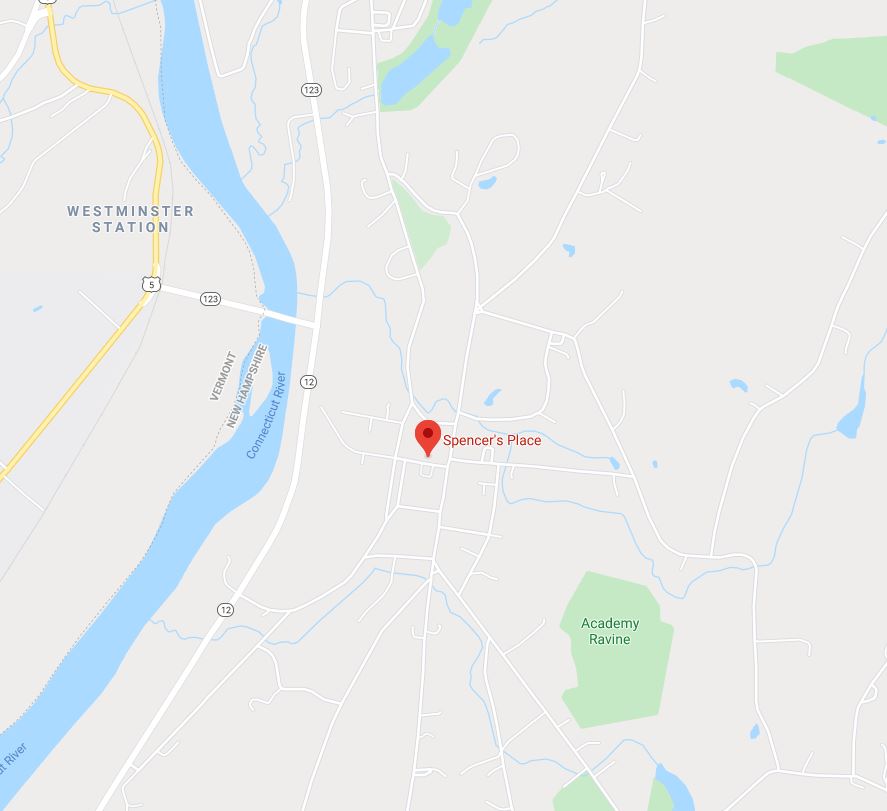 123
WESTMINSTER
STATION
5
123
VERMONT
NEW HAMPSHIRE
Connecticut River
12
Spencer's Place
12
Academy
Ravine
River